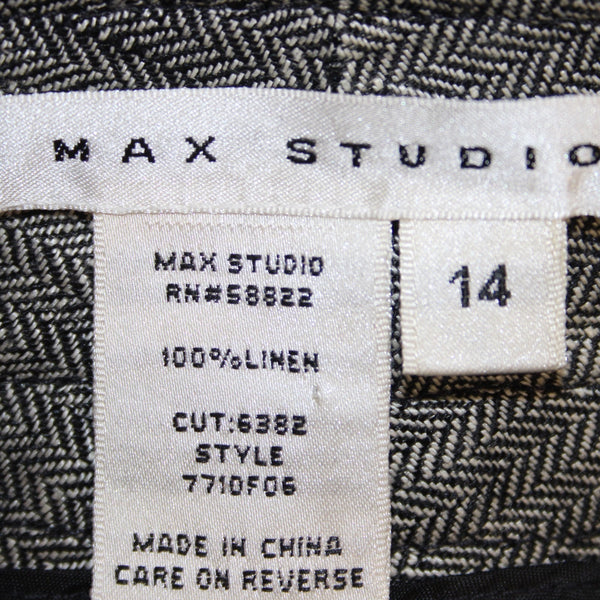 MAX STUDIO
MAX STUDIO
RN#58822
100%LINEN
CUT:6382
STYLE
7710F06
MADE IN CHINA
CARE ON REVERSE
14